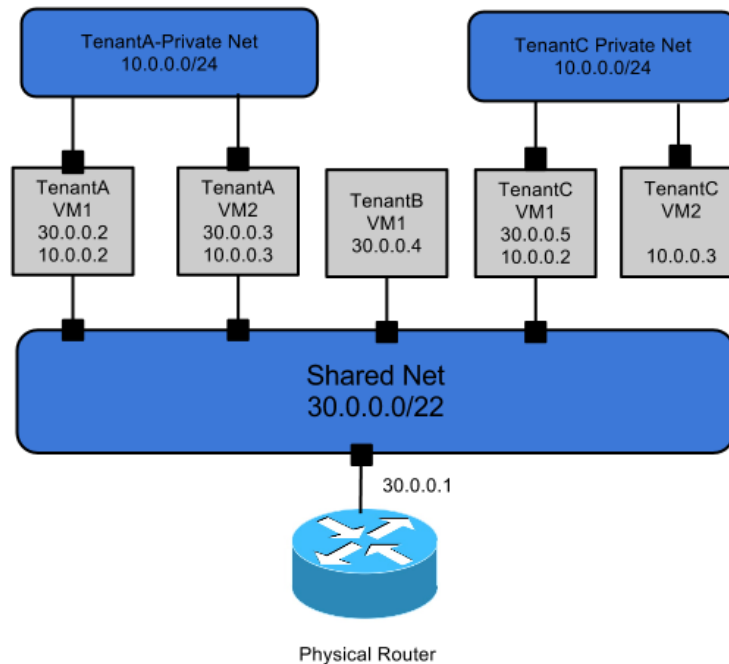 TenantA-Private Net
10.0.0.0/24
TenantC Private Net
10.0.0.0/24
TenantA
VM1
30.0.0.2
10.0.0.2
TenantA
VM2
30.0.0.3
10.0.0.3
TenantB
VM1
30.0.0.4
TenantC
VM1
30.0.0.5
10.0.0.2
TenantC
VM2
10.0.0.3
Shared Net
30.0.0.0/22
30.0.0.1
Physical Router